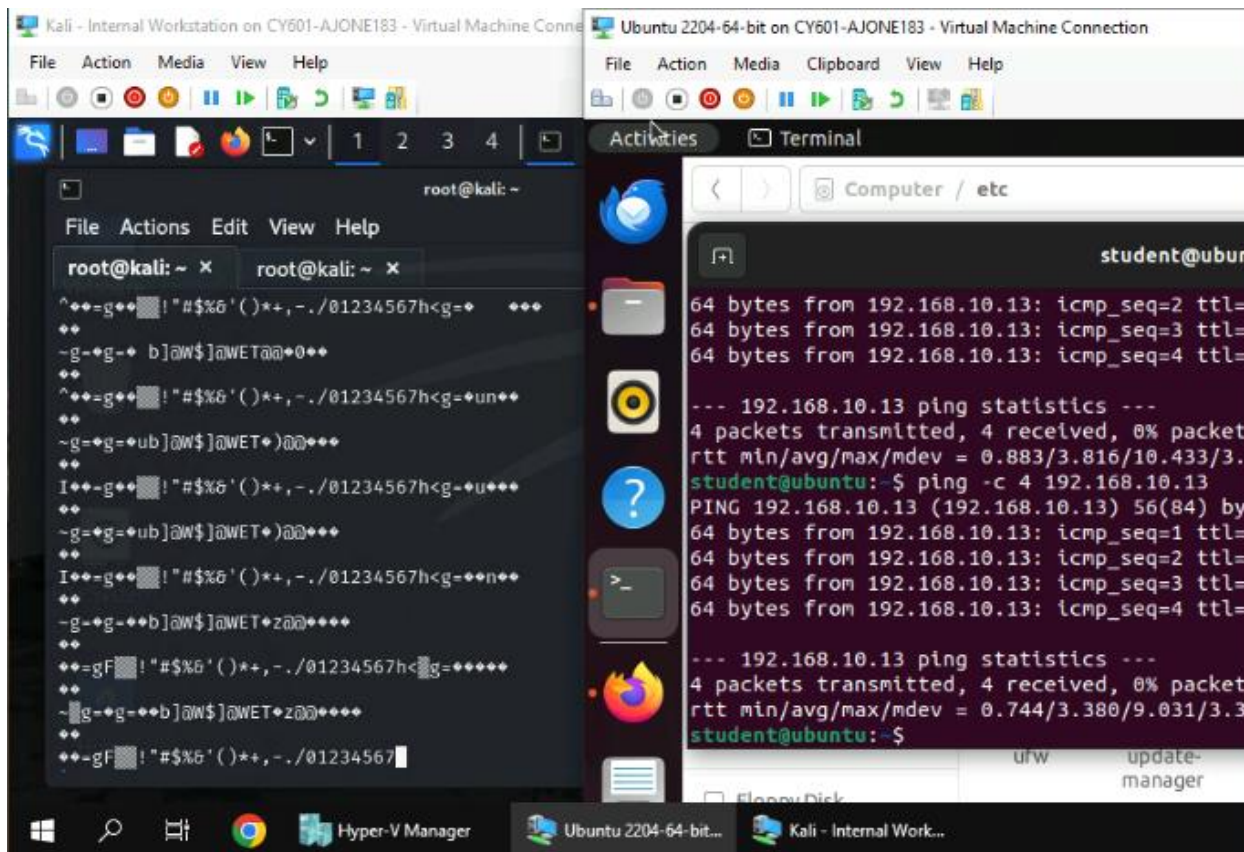 Kali - Internal Workstation on CY601-AJONE183 - Virtual Machine Conne
File Action Media View Help
1 2 3 4
root@kali: ~
File Actions Edit View Help
root@kali: ~ × root@kali: ~ ×
^��=g��▒▒!"#$%&'()*+,-./01234567h<g=� ���
��
~g=�g=� b]@W$]@WET@@�0��
��
^��=g��▒▒!"#$%&'()*+,-./01234567h<g=�un��
��
~g=�g=�ub]@W$]@WET�)@@���
��
I��=g��▒▒!"#$%&'()*+,-./01234567h<g=�u���
��
~g=�g=�ub]@W$]@WET�)@@���
��
I��=g��▒▒!"#$%&'()*+,-./01234567h<g=��n��
��
~g=�g=��b]@W$]@WET�z@@����
��
��=gF▒▒!"#$%&'()*+,-./01234567h<▒g=�����
��
~▒g=�g=��b]@W$]@WET�z@@����
��
��=gF▒▒!"#$%&'()*+,-./01234567
Ubuntu 2204-64-bit on CY601-AJONE183 - Virtual Machine Connection
File Action Media Clipboard View Help
Activities Terminal
Computer / etc
student@ubun
64 bytes from 192.168.10.13: icmp_seq=2 ttl=
64 bytes from 192.168.10.13: icmp_seq=3 ttl=
64 bytes from 192.168.10.13: icmp_seq=4 ttl=
--- 192.168.10.13 ping statistics ---
4 packets transmitted, 4 received, 0% packet
rtt min/avg/max/mdev = 0.883/3.816/10.433/3.
student@ubuntu:~$ ping -c 4 192.168.10.13
PING 192.168.10.13 (192.168.10.13) 56(84) by
64 bytes from 192.168.10.13: icmp_seq=1 ttl=
64 bytes from 192.168.10.13: icmp_seq=2 ttl=
64 bytes from 192.168.10.13: icmp_seq=3 ttl=
64 bytes from 192.168.10.13: icmp_seq=4 ttl=
--- 192.168.10.13 ping statistics ---
4 packets transmitted, 4 received, 0% packet
rtt min/avg/max/mdev = 0.744/3.380/9.031/3.3
student@ubuntu:~$
ufw update-
manager
Floppy Disk
Hyper-V Manager Ubuntu 2204-64-bit... Kali - Internal Work...